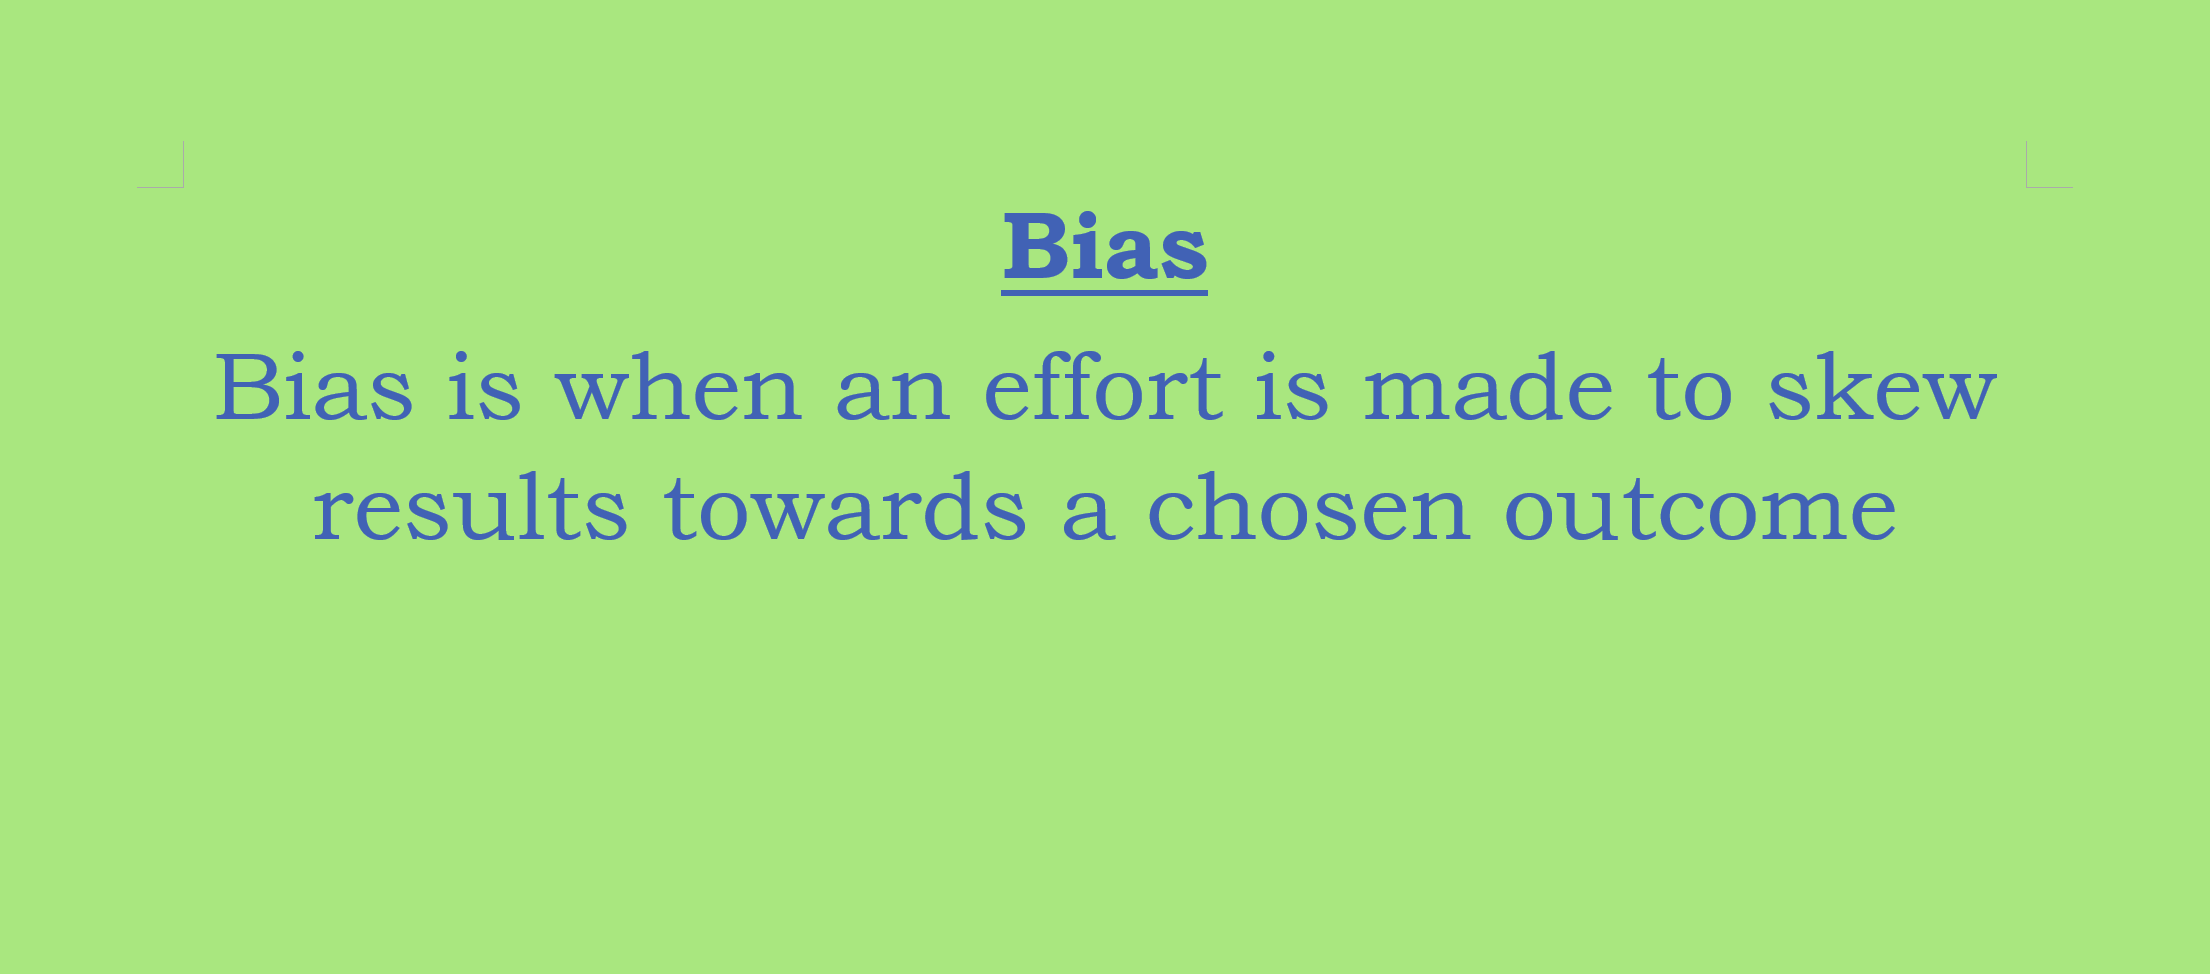 Bias
Bias is when an effort is made to skew
results towards a chosen outcome